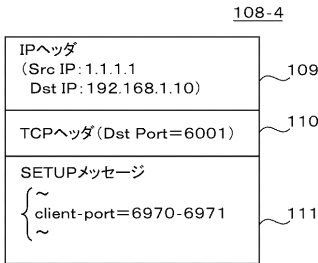 108-4
IPヘッダ
(Src IP:1.1.1.1
Dst IP:192.168.1.10)
109
TCPヘッダ(Dst Port=6001)
110
SETUPメッセージ
~
client-port=6970-6971
~
111